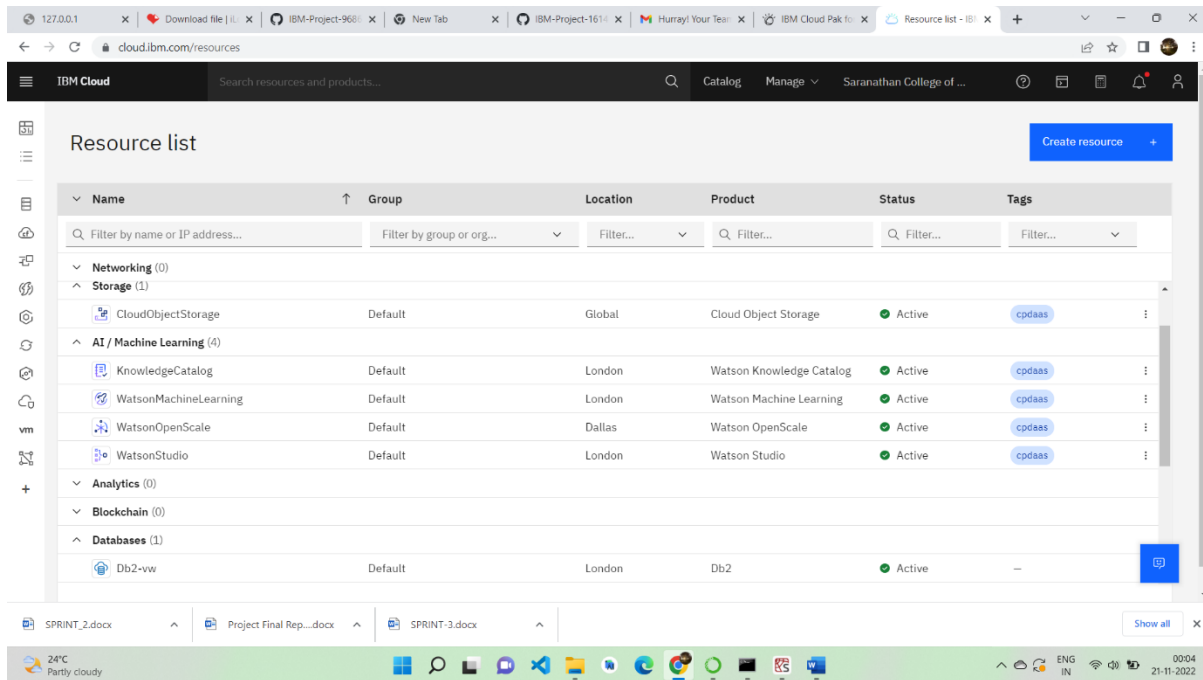 127.0.0.1
Download file | iL
IBM-Project-9686
New Tab
IBM-Project-1614
Hurray! Your Team
IBM Cloud Pak for
Resource list - IB
cloud.ibm.com/resources
IBM Cloud
Search resources and products...
Catalog
Manage
Saranathan College of ...
Resource list
Create resource +
Name Group Location Product Status Tags
Filter by name or IP address... Filter by group or org... Filter... Filter... Filter... Filter...
Networking (0)
Storage (1)
CloudObjectStorage Default Global Cloud Object Storage Active cpdaas
AI / Machine Learning (4)
KnowledgeCatalog Default London Watson Knowledge Catalog Active cpdaas
WatsonMachineLearning Default London Watson Machine Learning Active cpdaas
WatsonOpenScale Default Dallas Watson OpenScale Active cpdaas
WatsonStudio Default London Watson Studio Active cpdaas
vm
Analytics (0)
Blockchain (0)
Databases (1)
Db2-vw Default London Db2 Active –
SPRINT_2.docx
Project Final Rep....docx
SPRINT-3.docx
Show all
24°C
Partly cloudy
ENG
IN
00:04
21-11-2022